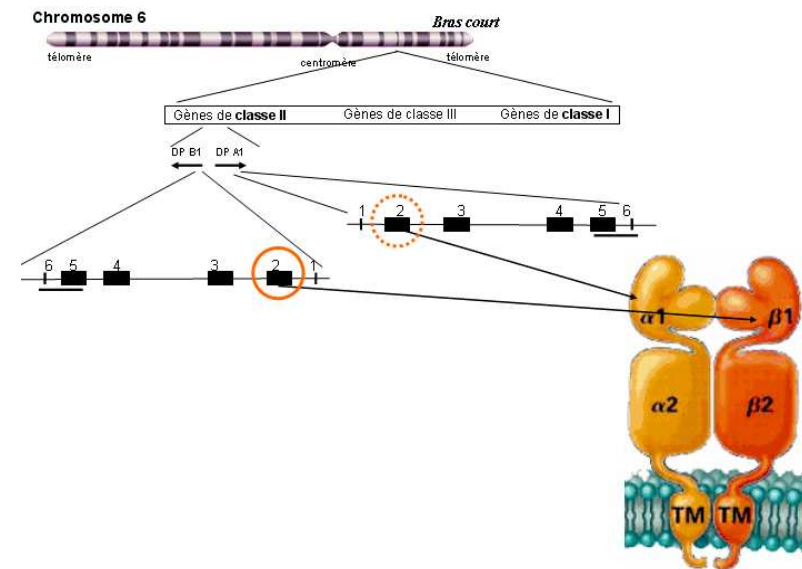 Chromosome 6
Bras court
télomère
centromère
télomère
Gènes de classe II Gènes de classe III Gènes de classe I
DP B1 DP A1
1 2 3 4 5 6
6 5 4 3 2 1
α1 β1
α2 β2
TM TM